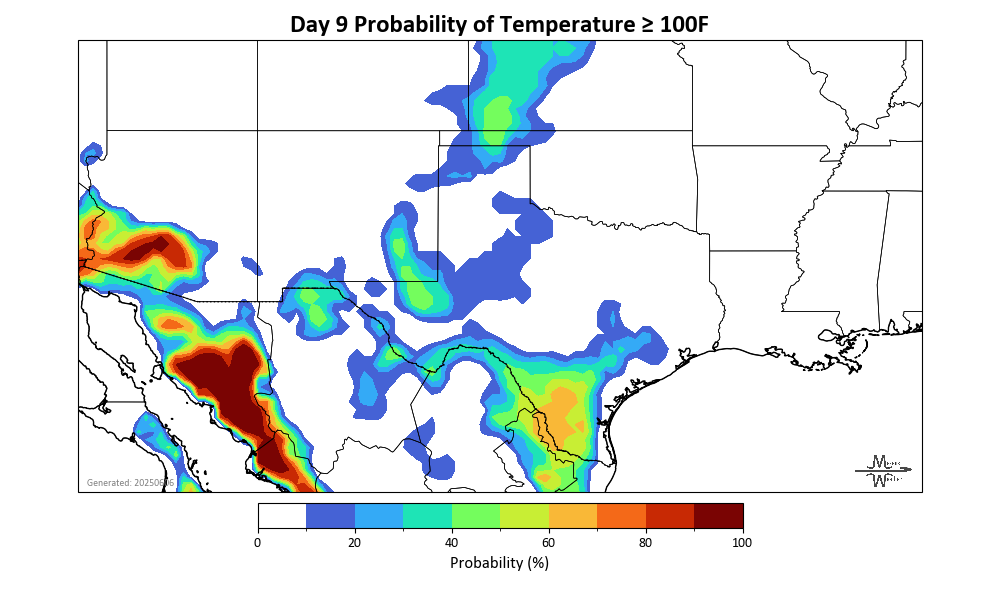 Day 9 Probability of Temperature ≥ 100F
Generated: 20250606
0 20 40 60 80 100
Probability (%)